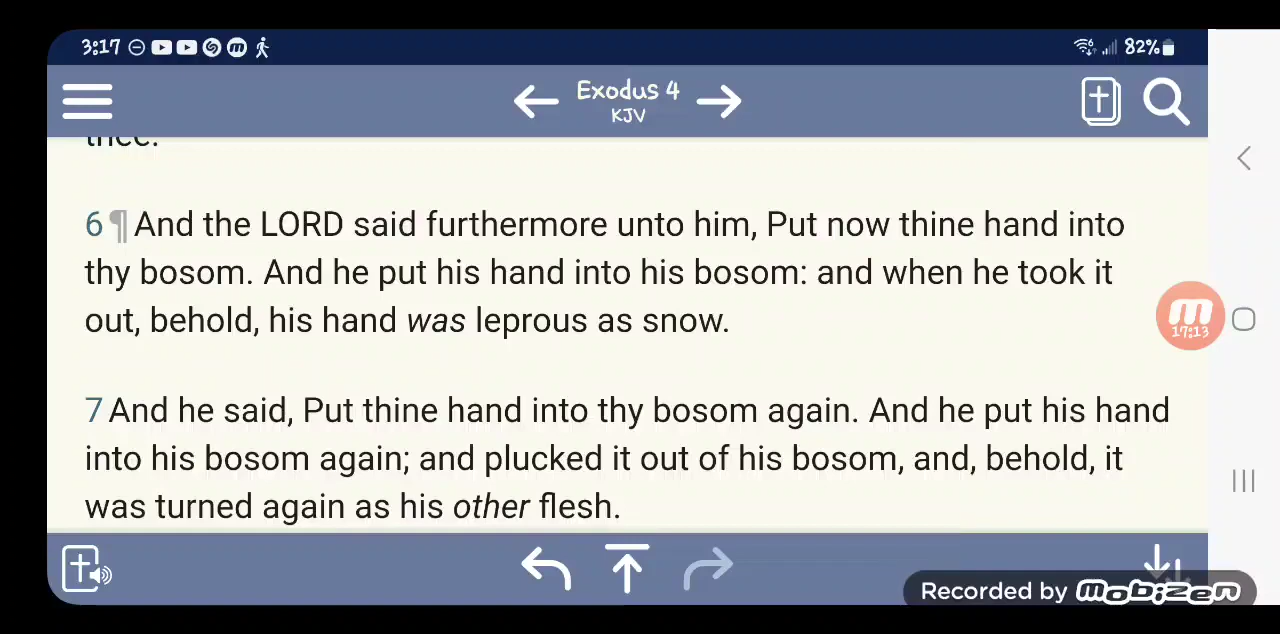 3:17
82%
Exodus 4
KJV
thee.
6 ¶ And the LORD said furthermore unto him, Put now thine hand into
thy bosom. And he put his hand into his bosom: and when he took it
out, behold, his hand was leprous as snow.
17:13
7 And he said, Put thine hand into thy bosom again. And he put his hand
into his bosom again; and plucked it out of his bosom, and, behold, it
was turned again as his other flesh.
Recorded by mobizen